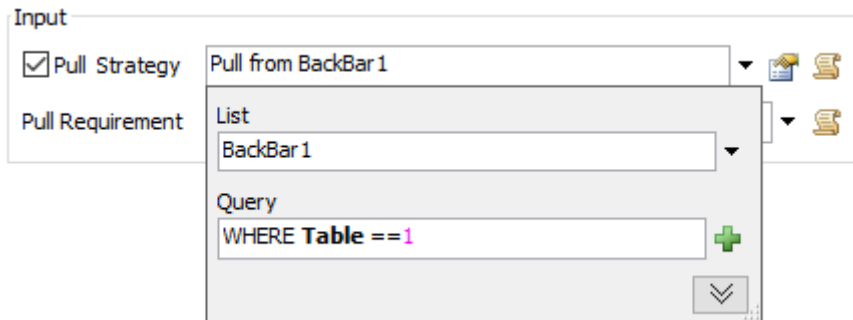 Input
Pull Strategy
Pull from BackBar1
Pull Requirement
List
BackBar1
Query
WHERE Table ==1